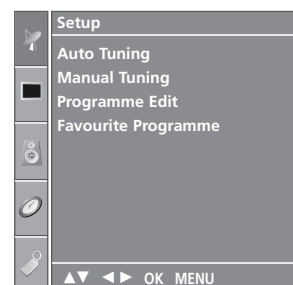 Setup
Auto Tuning
Manual Tuning
Programme Edit
Favourite Programme
▲▼ ◄► OK MENU